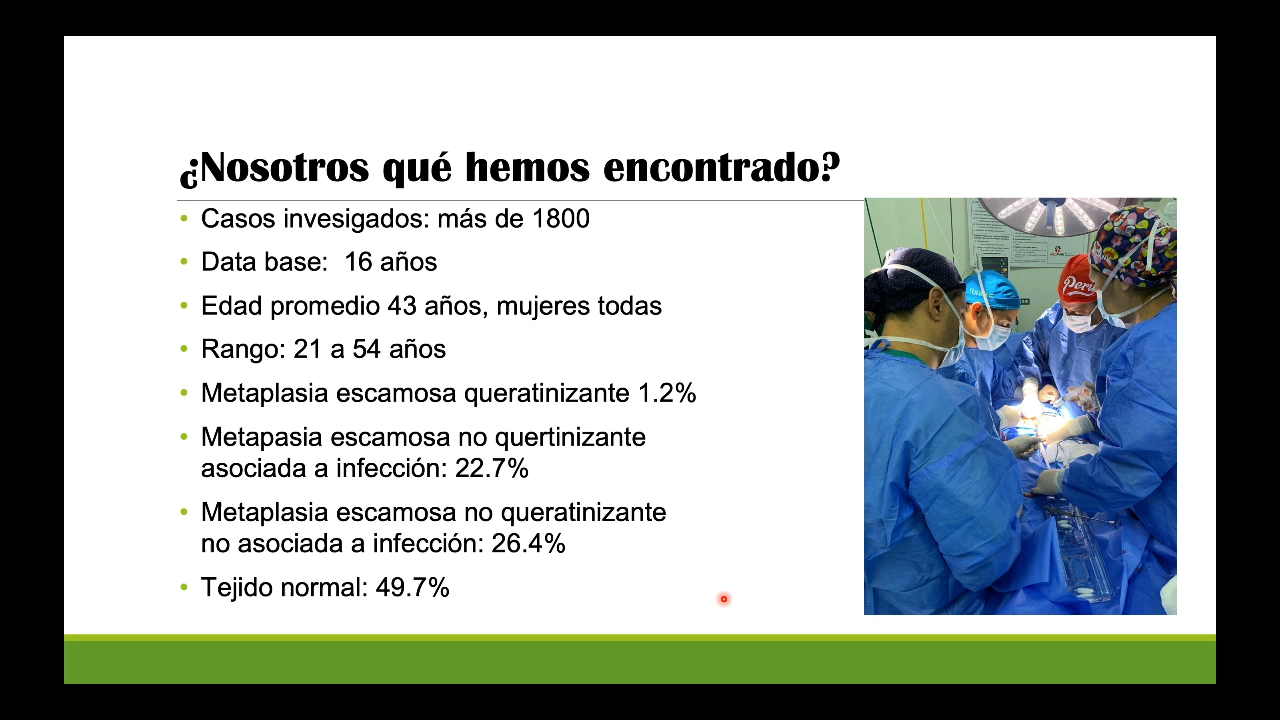 ¿Nosotros qué hemos encontrado?
Casos invesigados: más de 1800
Data base:  16 años
Edad promedio 43 años, mujeres todas
Rango: 21 a 54 años
Metaplasia escamosa queratinizante 1.2%
Metapasia escamosa no quertinizante
asociada a infección: 22.7%
Metaplasia escamosa no queratinizante
no asociada a infección: 26.4%
Tejido normal: 49.7%
Peru